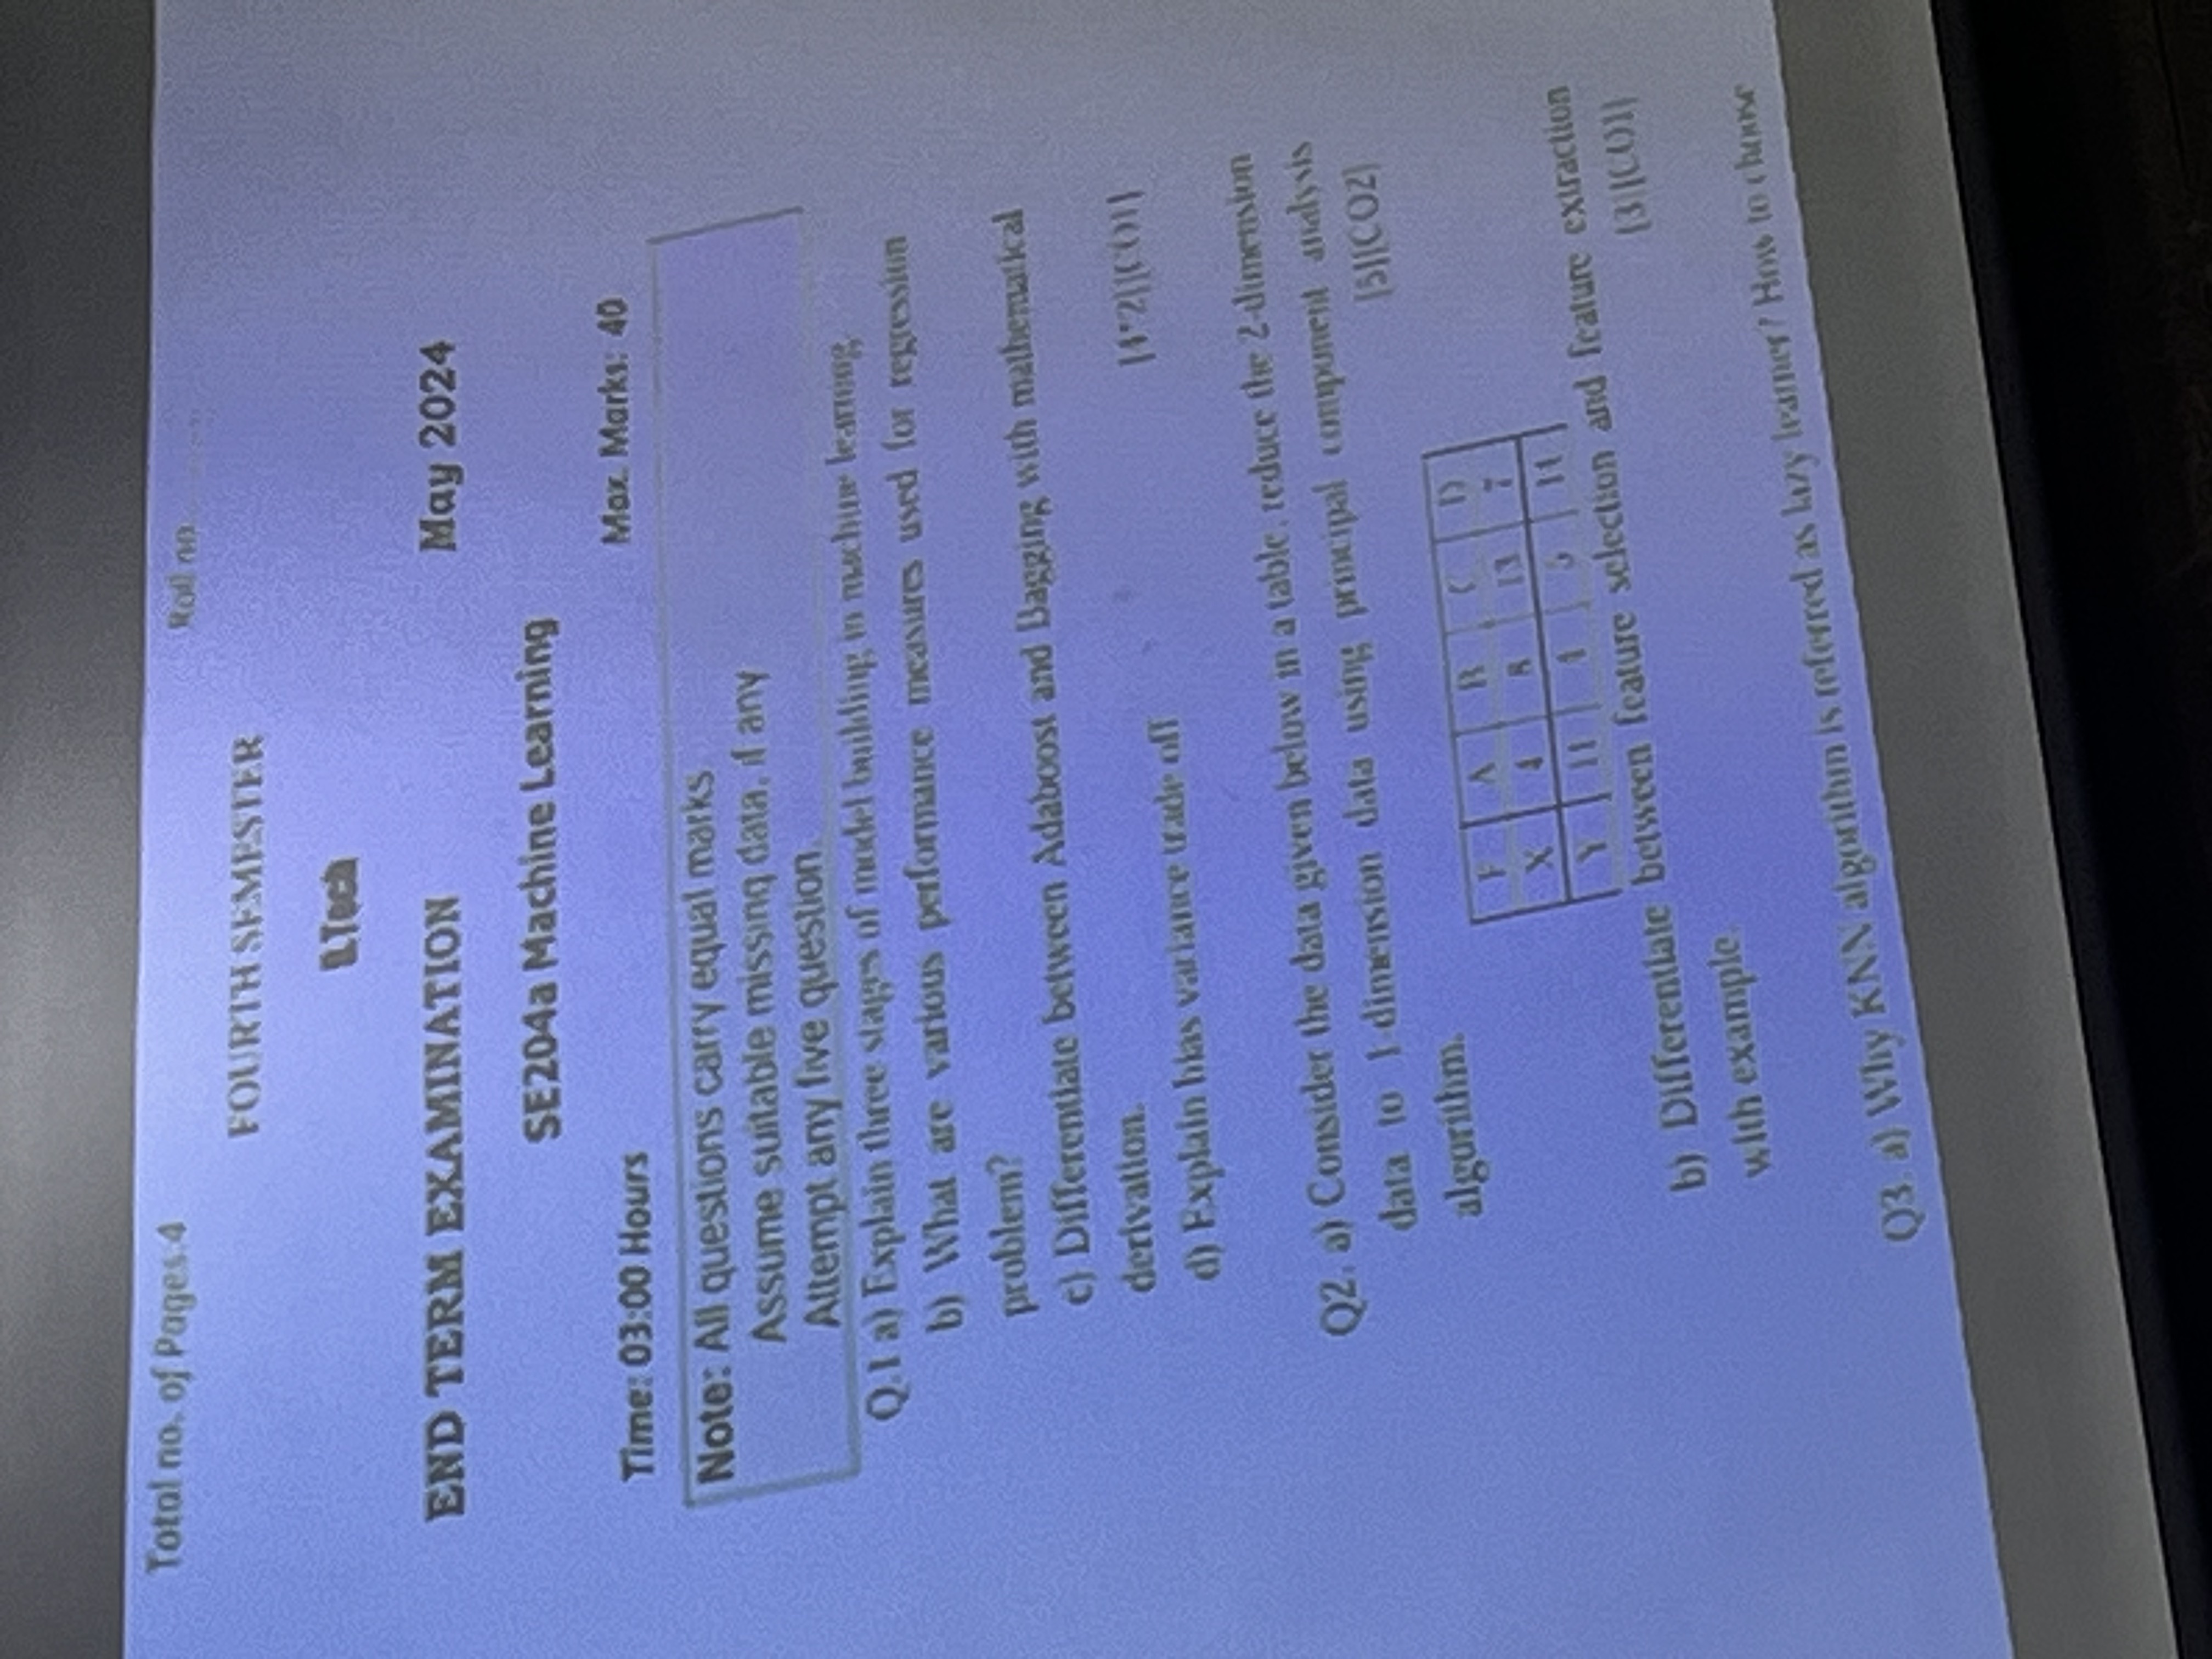 Total no. of Pages:4
Roll no..........
FOURTH SEMESTER
B.Tech
END TERM EXAMINATION May 2024
SE204a Machine Learning
Time: 03:00 Hours Max. Marks: 40
Note: All questions carry equal marks
Assume suitable missing data, if any
Attempt any five question.
Q.1 a) Explain three stages of model building in machine learning.
b) What are various performance measures used for regression
problem?
c) Differentiate between Adaboost and Bagging with mathematical
derivation.
d) Explain bias variance trade off [4*2][CO1]
Q2. a) Consider the data given below in a table, reduce the 2-dimension
data to 1-dimension data using principal component analysis
algorithm. [5][CO2]
F A B C D
X 4 8 13 7
Y 11 4 5 14
b) Differentiate between feature selection and feature extraction
with example. [3][CO1]
Q3. a) Why KNN algorithm is referred as lazy learner? How to choose